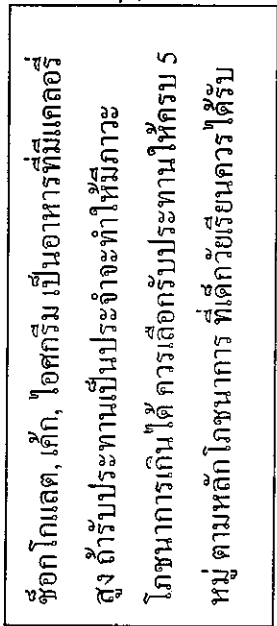 ช็อกโกแลต, เค้ก, ไอศกรีม เป็นอาหารที่มีแคลอรี่
สูง ถ้ารับประทานเป็นประจำจะทำให้มีภาวะ
โภชนาการเกินได้ ควรเลือกรับประทานให้ครบ 5
หมู่ ตามหลักโภชนาการ ที่เด็กวัยเรียนควรได้รับ